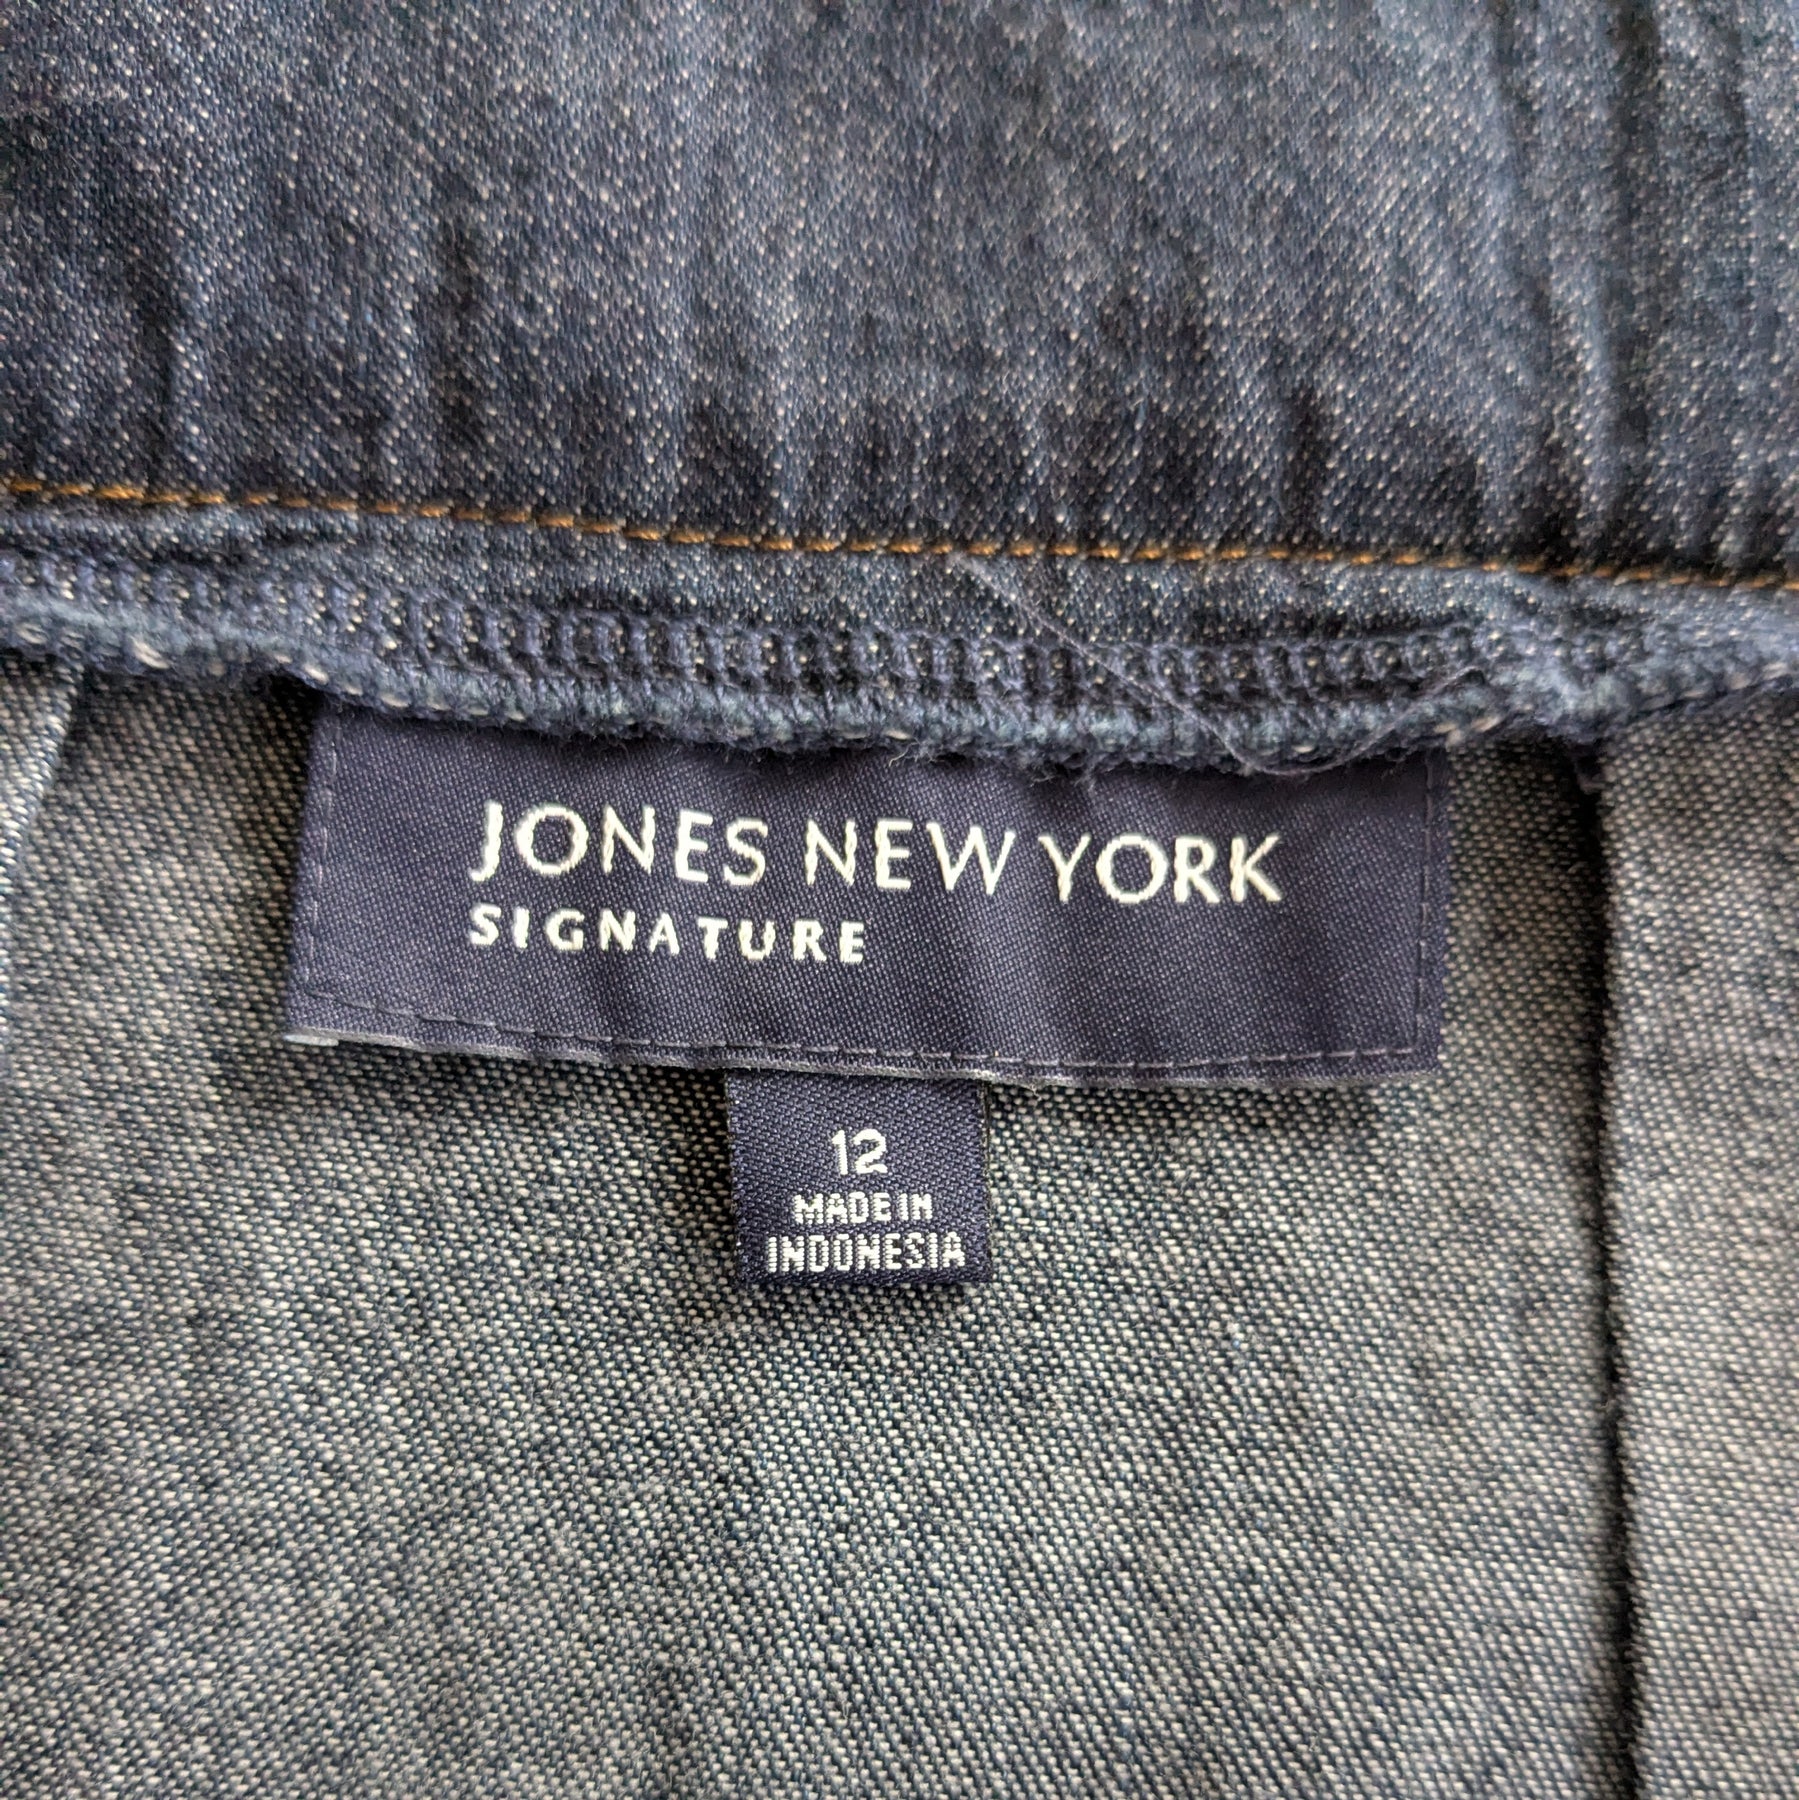 JONES NEW YORK
SIGNATURE
12
MADE IN
INDONESIA